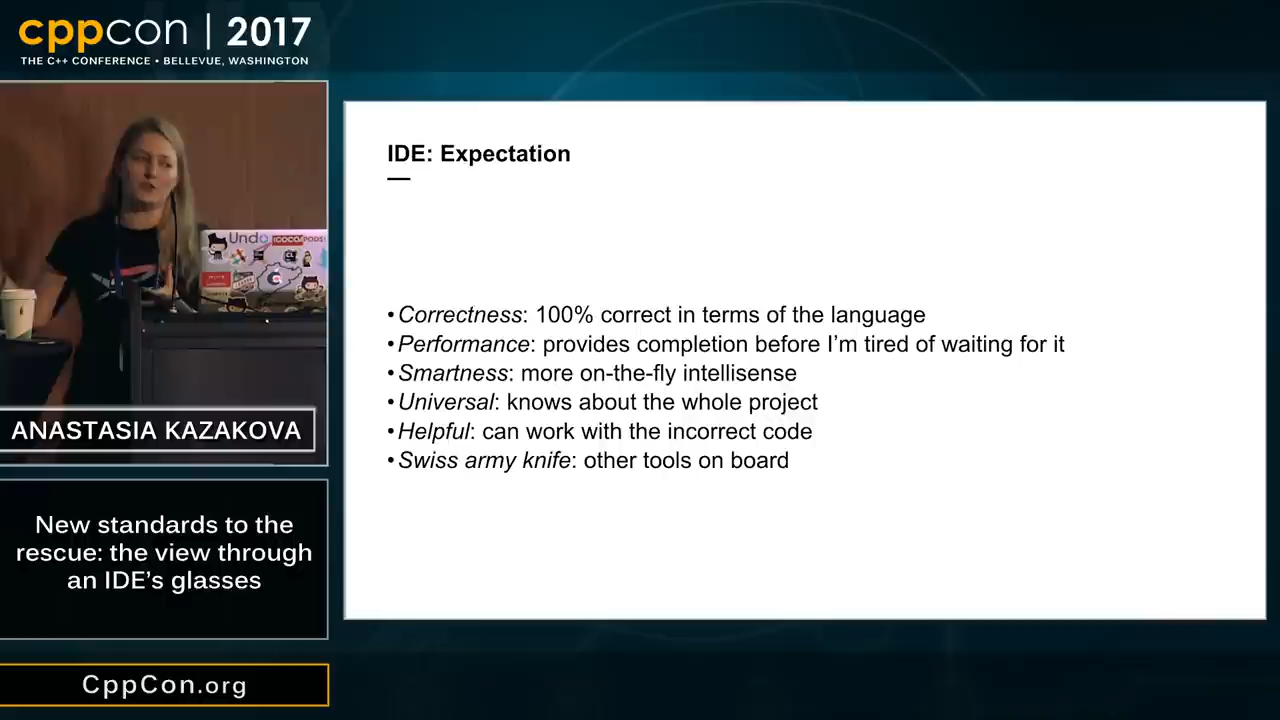 cppcon | 2017
THE C++ CONFERENCE • BELLEVUE, WASHINGTON
IDE: Expectation
• Correctness: 100% correct in terms of the language
• Performance: provides completion before I'm tired of waiting for it
• Smartness: more on-the-fly intellisense
• Universal: knows about the whole project
• Helpful: can work with the incorrect code
• Swiss army knife: other tools on board
Undo
PODS
ANASTASIA KAZAKOVA
New standards to the
rescue: the view through
an IDE's glasses
CppCon.org